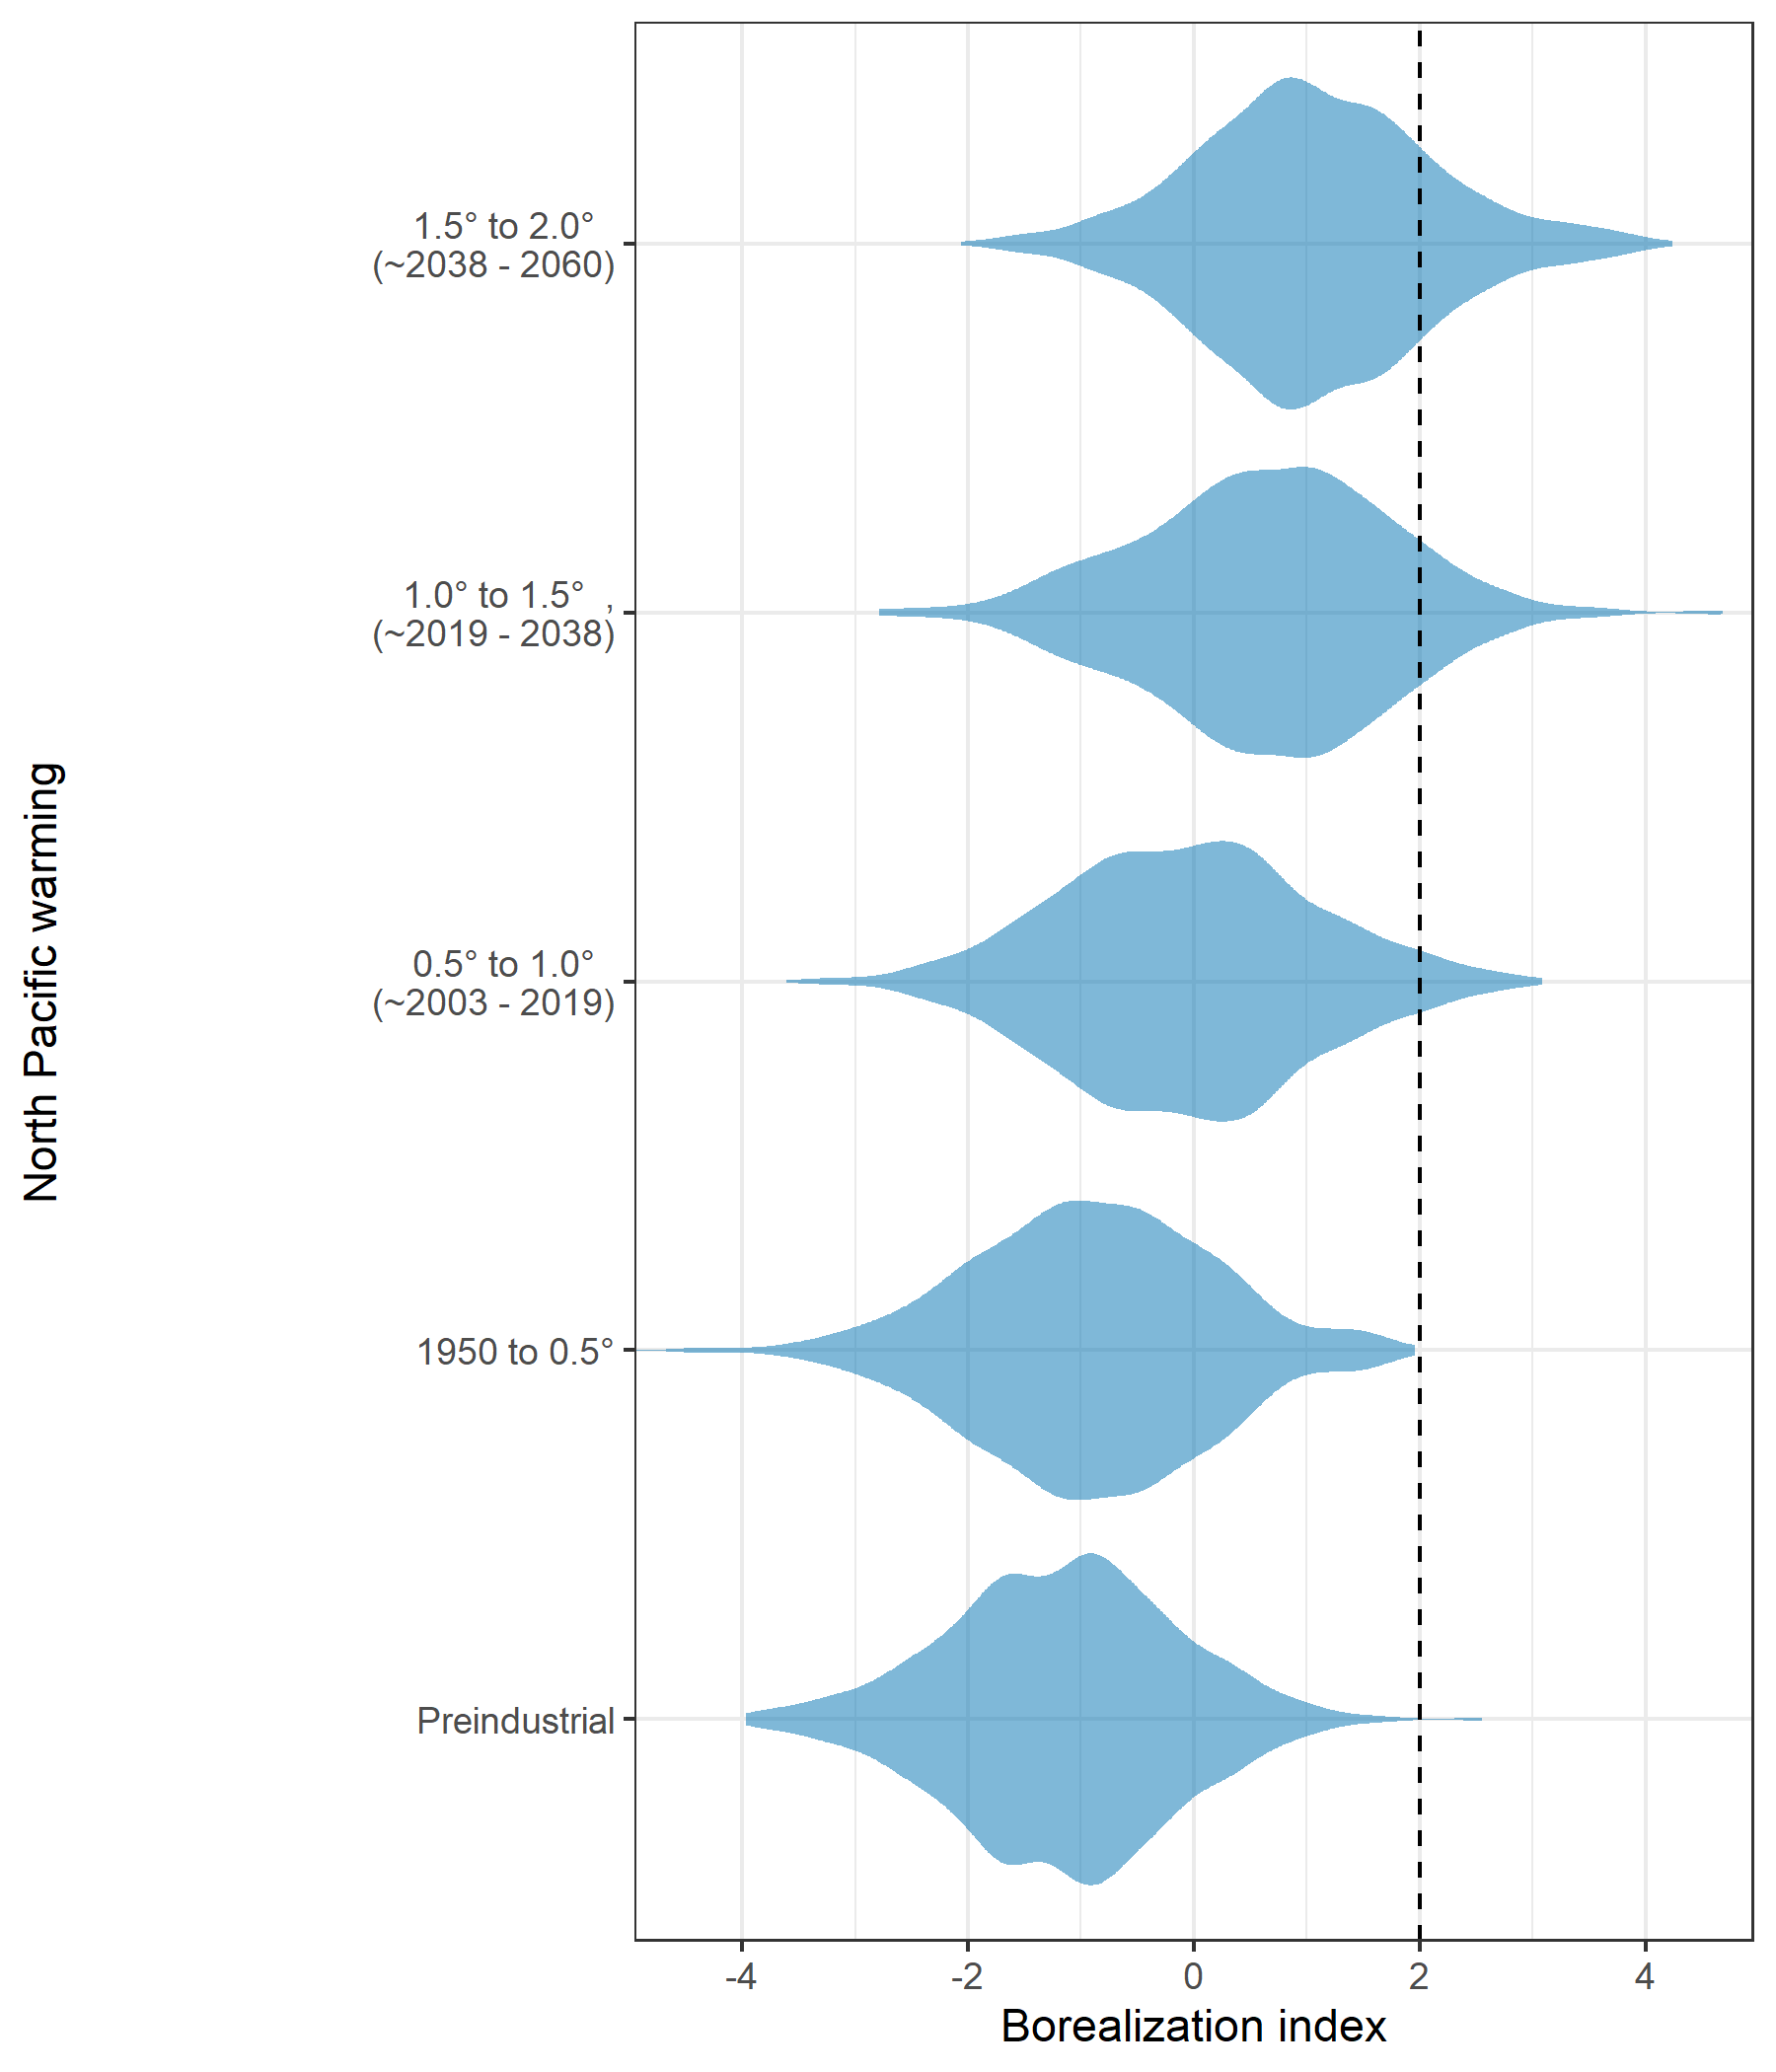 North Pacific warming
1.5° to 2.0°
(~2038 - 2060)
1.0° to 1.5° ,
(~2019 - 2038)
0.5° to 1.0°
(~2003 - 2019)
1950 to 0.5°
Preindustrial
-4 -2 0 2 4
Borealization index